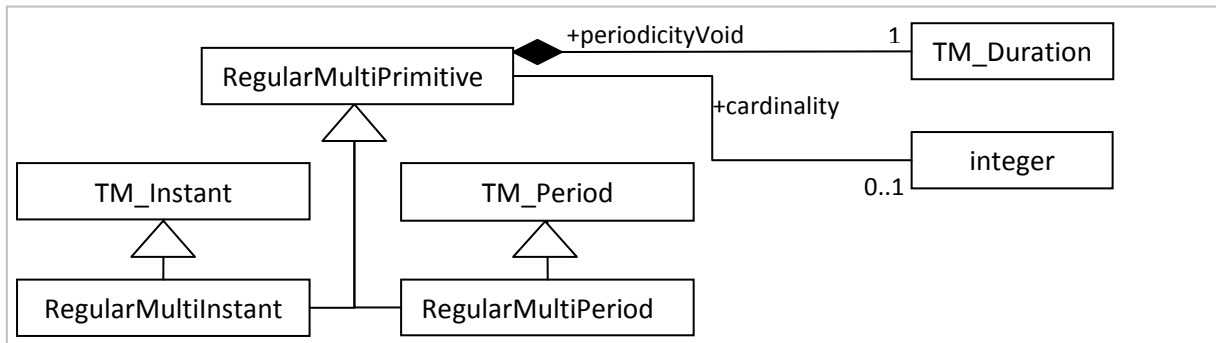 +periodicityVoid
1
TM_Duration
RegularMultiPrimitive
+cardinality
integer
0..1
TM_Instant
TM_Period
RegularMultiInstant
RegularMultiPeriod